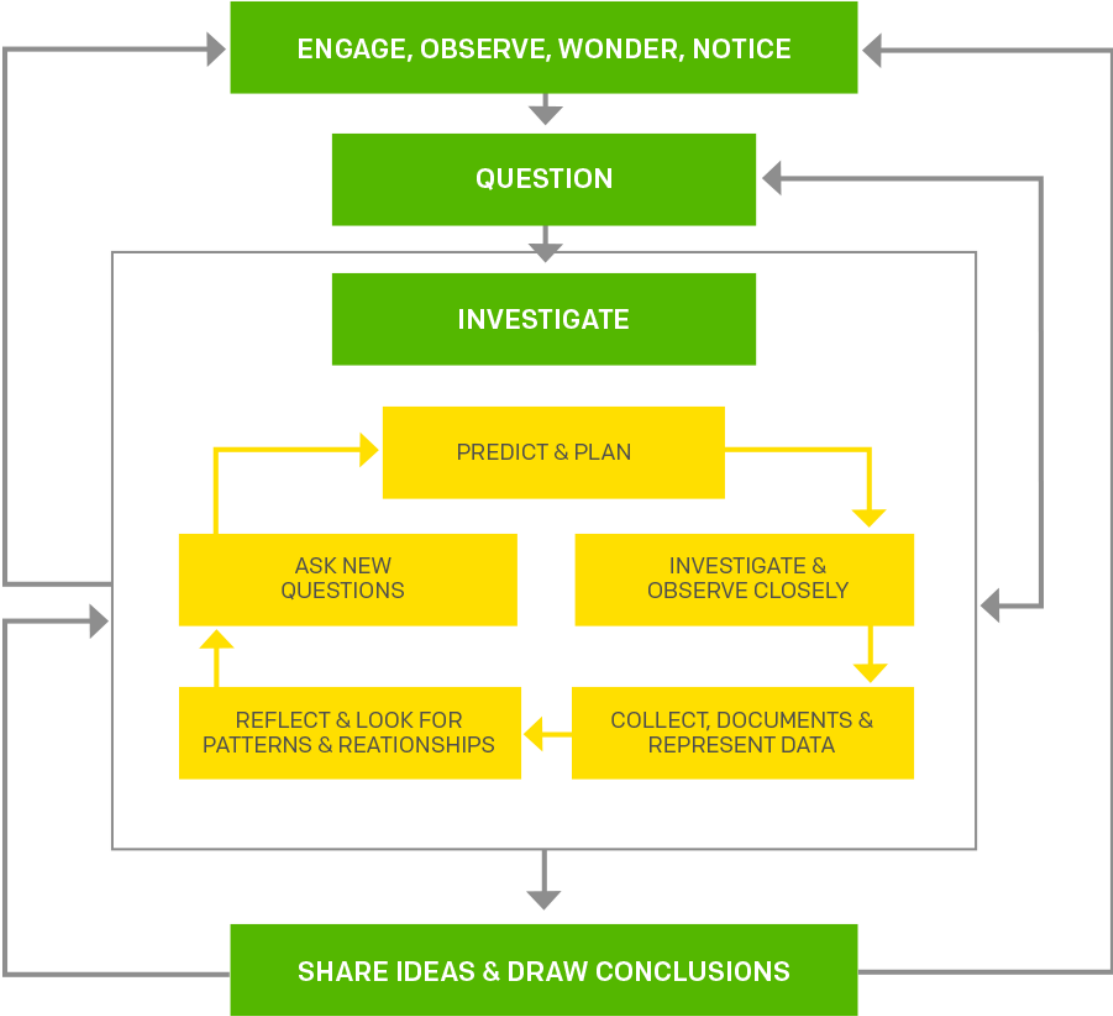 ENGAGE, OBSERVE, WONDER, NOTICE
QUESTION
INVESTIGATE
PREDICT & PLAN
ASK NEW
QUESTIONS
INVESTIGATE &
OBSERVE CLOSELY
REFLECT & LOOK FOR
PATTERNS & REATIONSHIPS
COLLECT, DOCUMENTS &
REPRESENT DATA
SHARE IDEAS & DRAW CONCLUSIONS